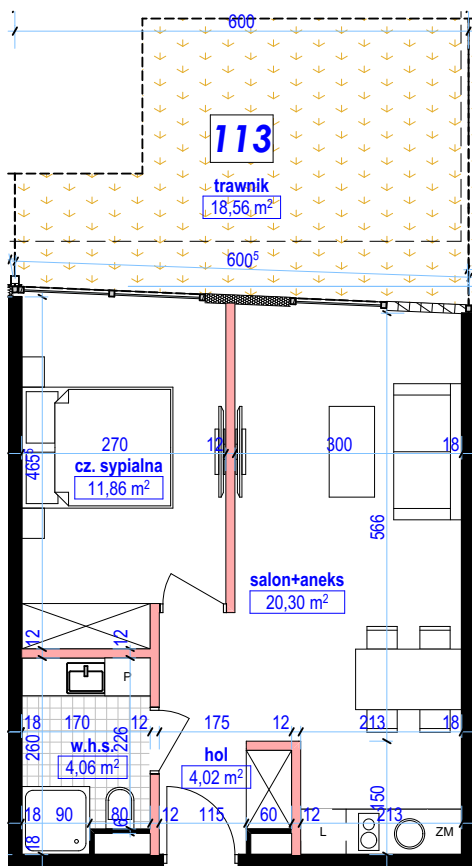 600
113
trawnik
18,56 m²
600⁵
270
12
300
18
465⁵
cz. sypialna
11,86 m²
566
salon+aneks
20,30 m²
12
12
P
18
170
12
175
12
213
18
260
w.h.s.
226
hol
4,06 m²
4,02 m²
150
18
90
80
12
115
60
12
213
18
16
L
ZM